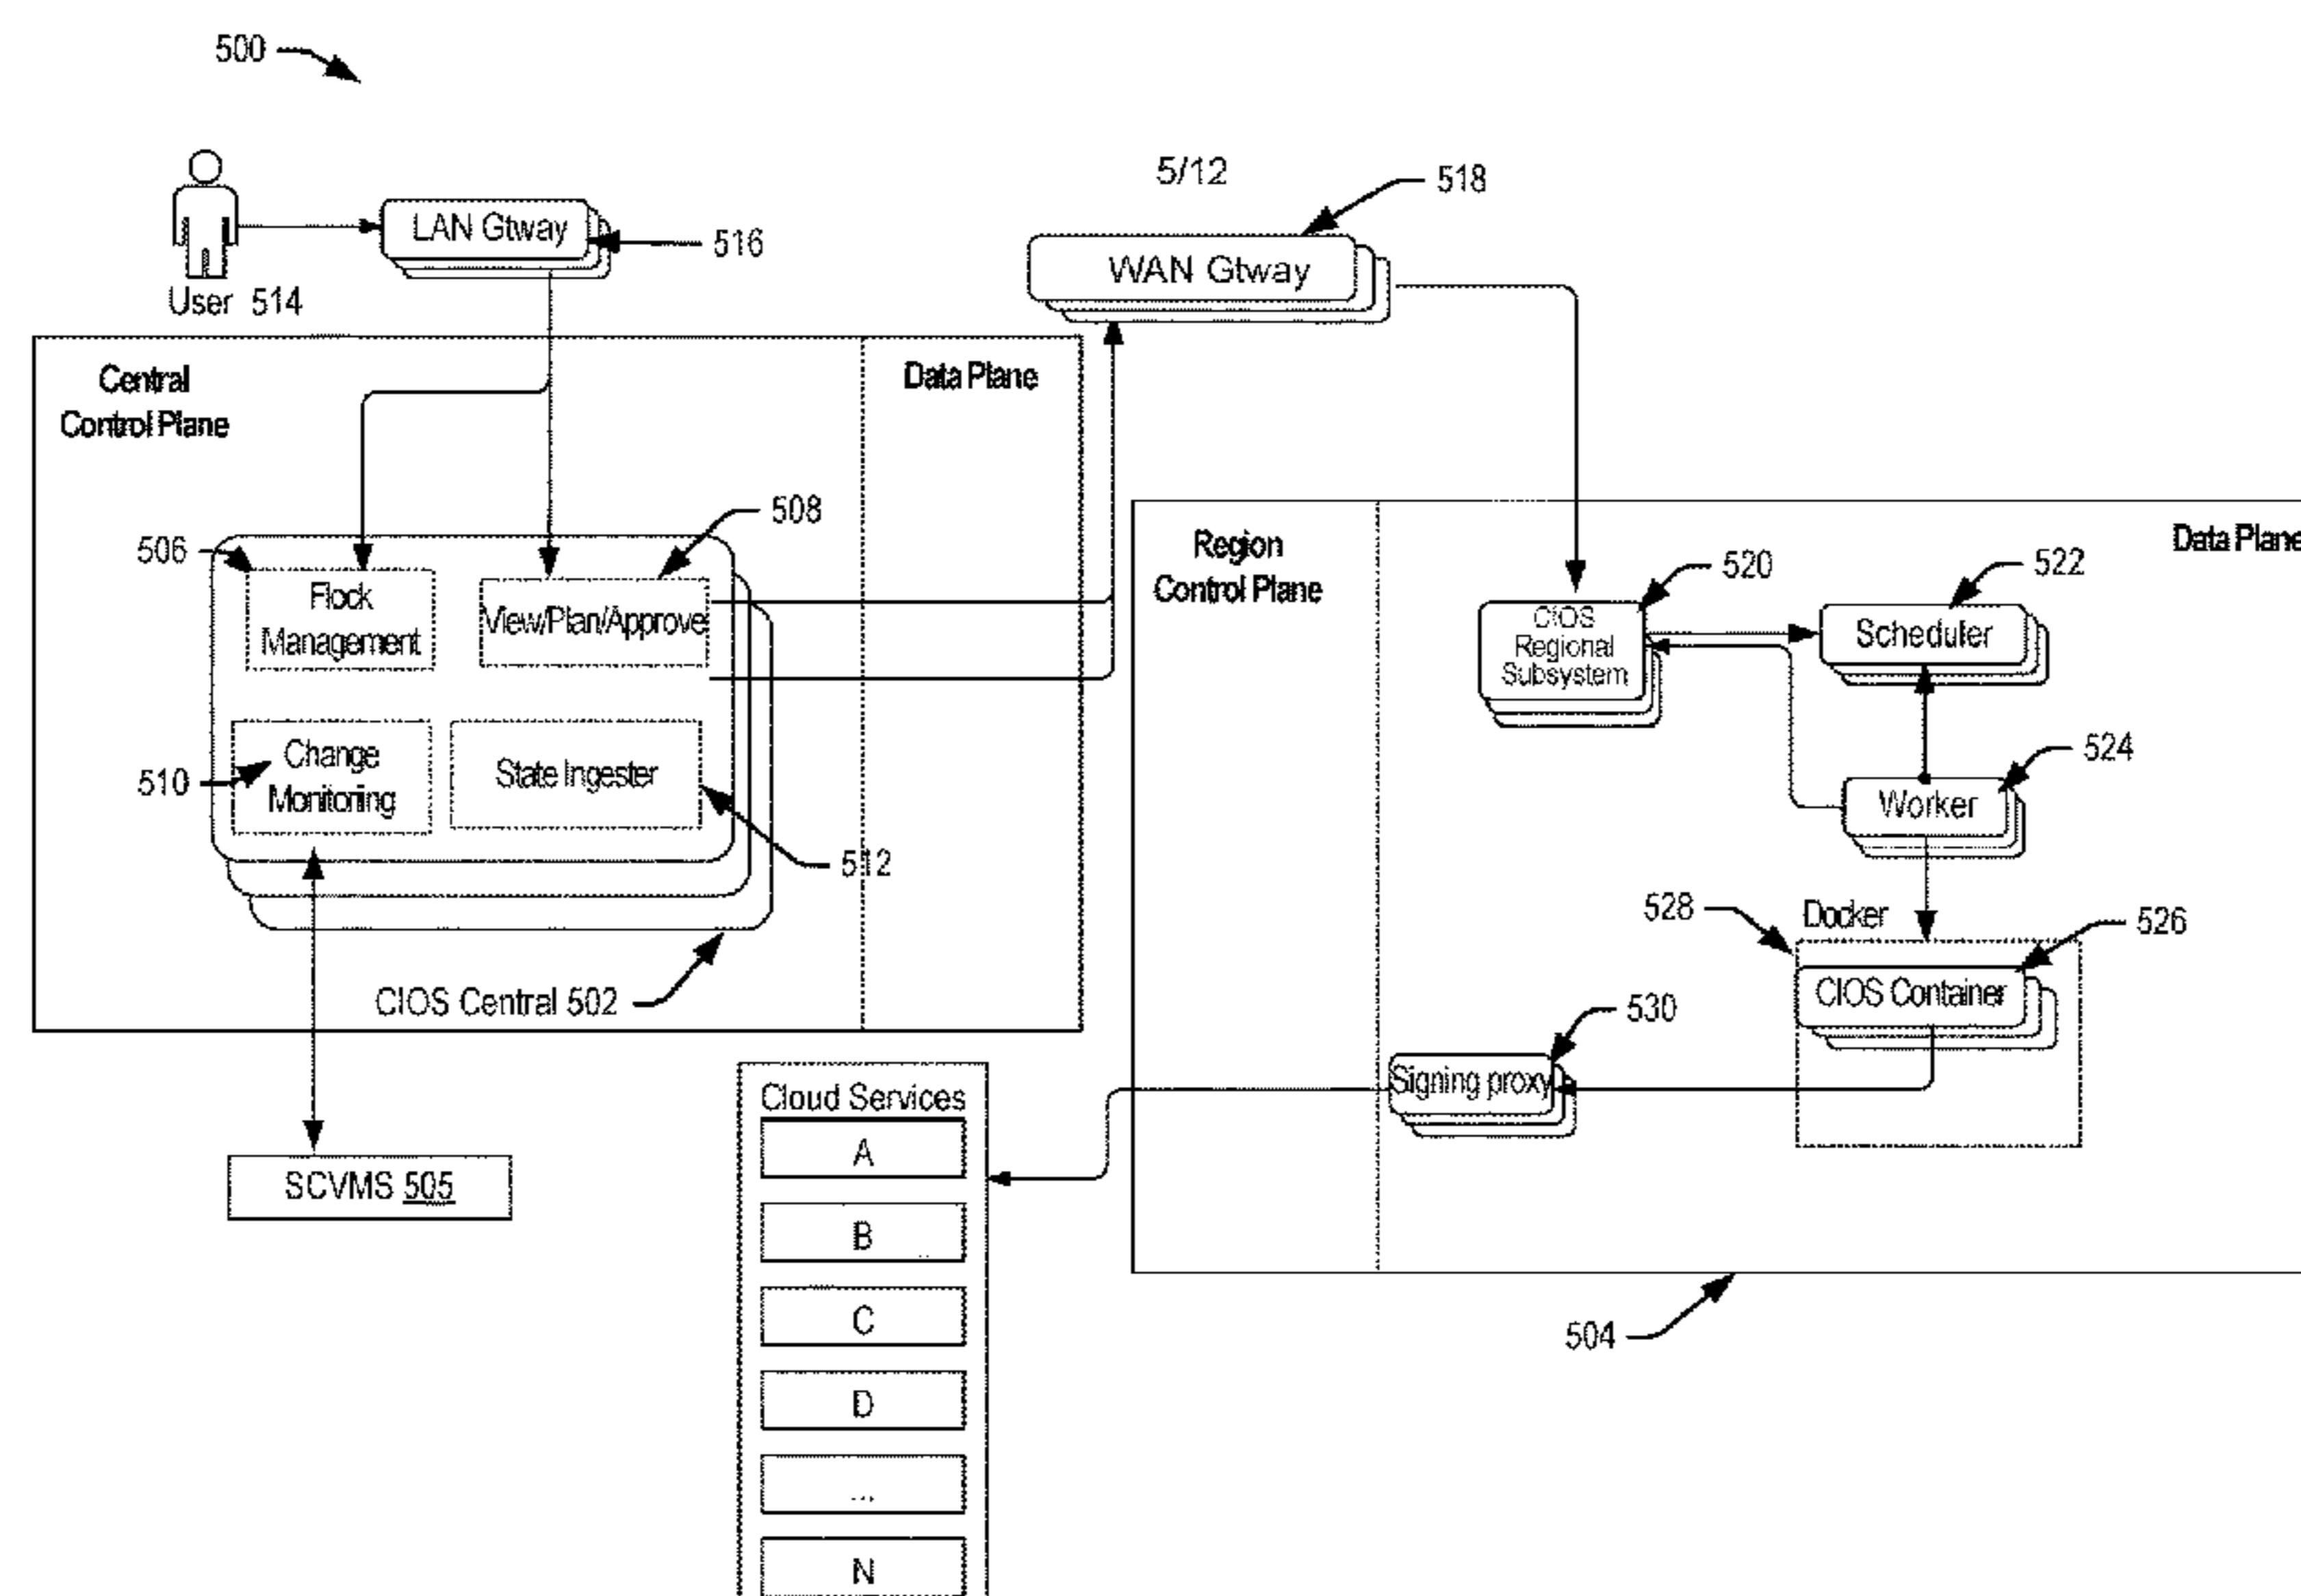 500
5/12
518
LAN Gtway
516
WAN Gtway
User 514
Central
Control Plane
Data Plane
508
506
Flock
Management
View/Plan/Approve
Change
Monitoring
510
State Ingester
512
CIOS Central 502
SCVMS 505
Region
Control Plane
Data Plane
520
522
CIOS
Regional
Subsystem
Scheduler
524
Worker
528
Docker
526
CIOS Container
530
Signing proxy
504
Cloud Services
A
B
C
D
...
N